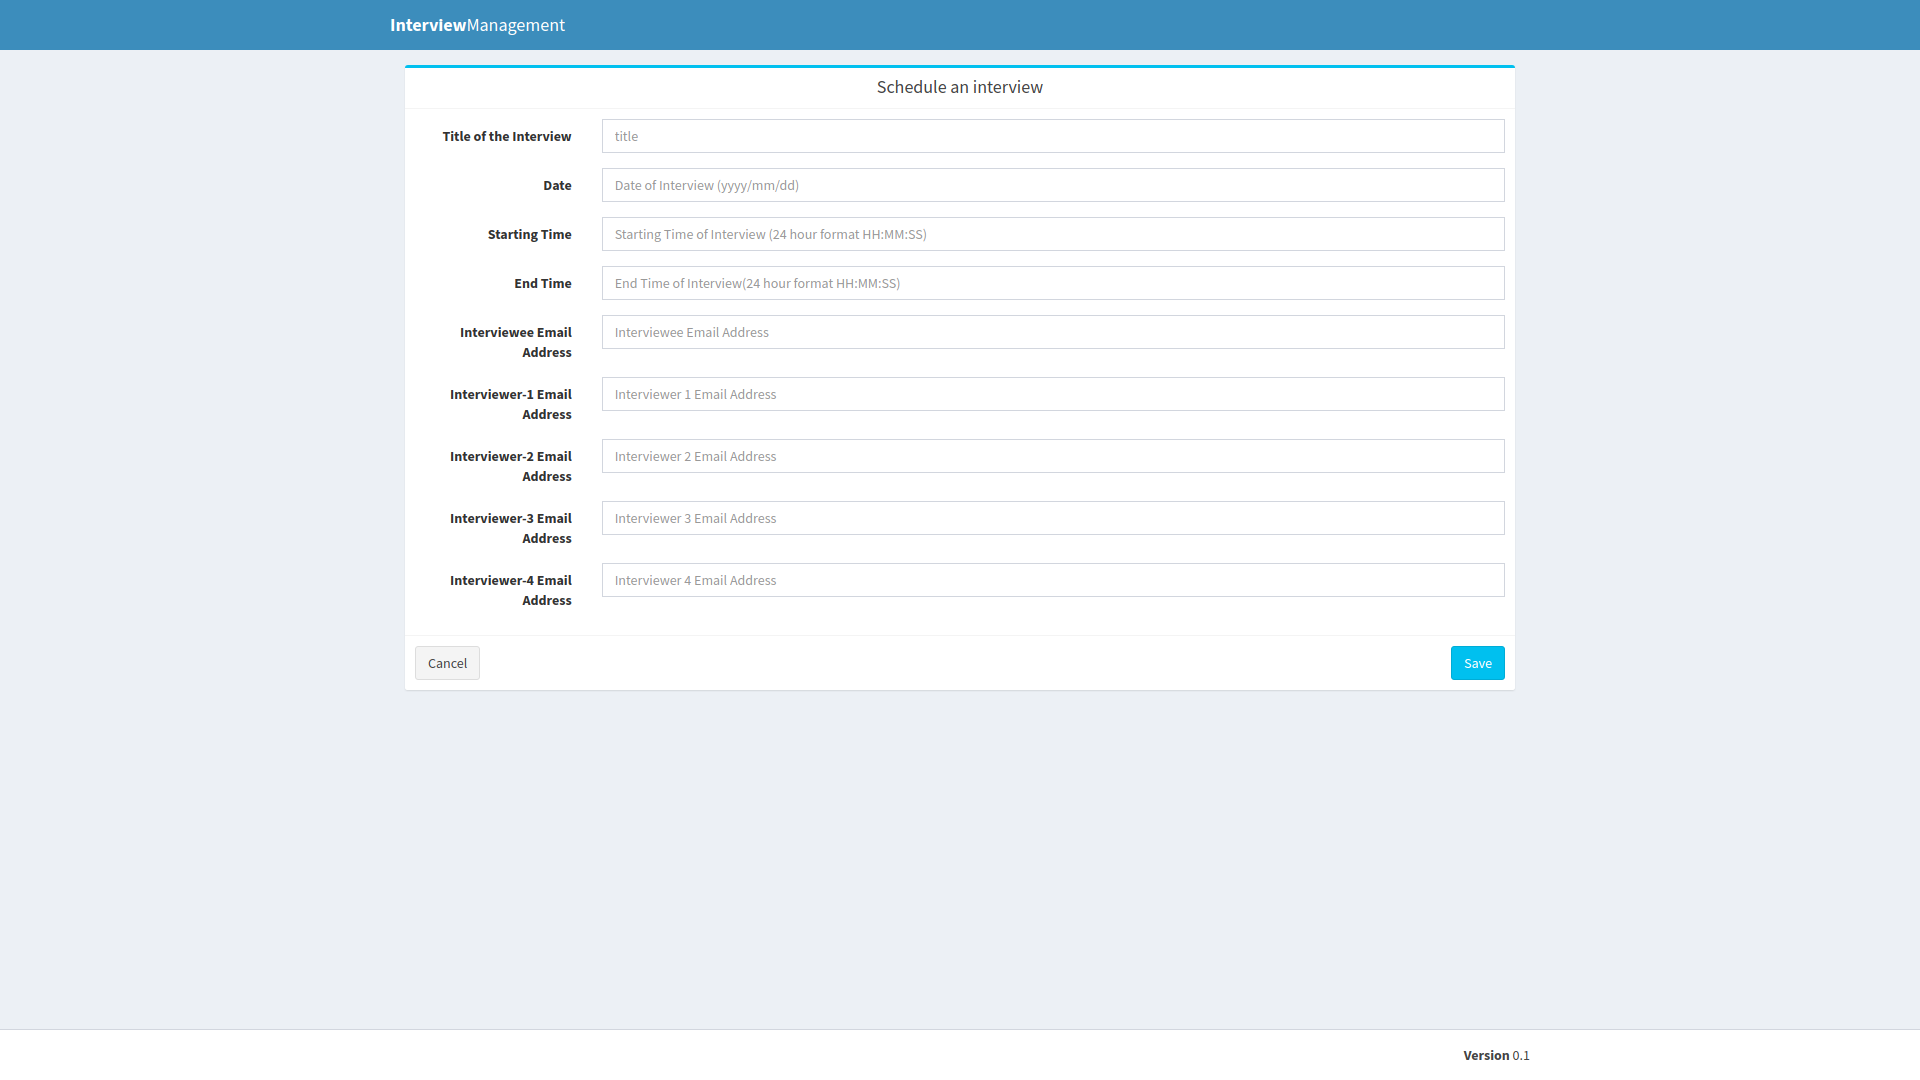 InterviewManagement
Schedule an interview
Title of the Interview
title
Date
Date of Interview (yyyy/mm/dd)
Starting Time
Starting Time of Interview (24 hour format HH:MM:SS)
End Time
End Time of Interview(24 hour format HH:MM:SS)
Interviewee Email
Address
Interviewee Email Address
Interviewer-1 Email
Address
Interviewer 1 Email Address
Interviewer-2 Email
Address
Interviewer 2 Email Address
Interviewer-3 Email
Address
Interviewer 3 Email Address
Interviewer-4 Email
Address
Interviewer 4 Email Address
Cancel
Save
Version 0.1